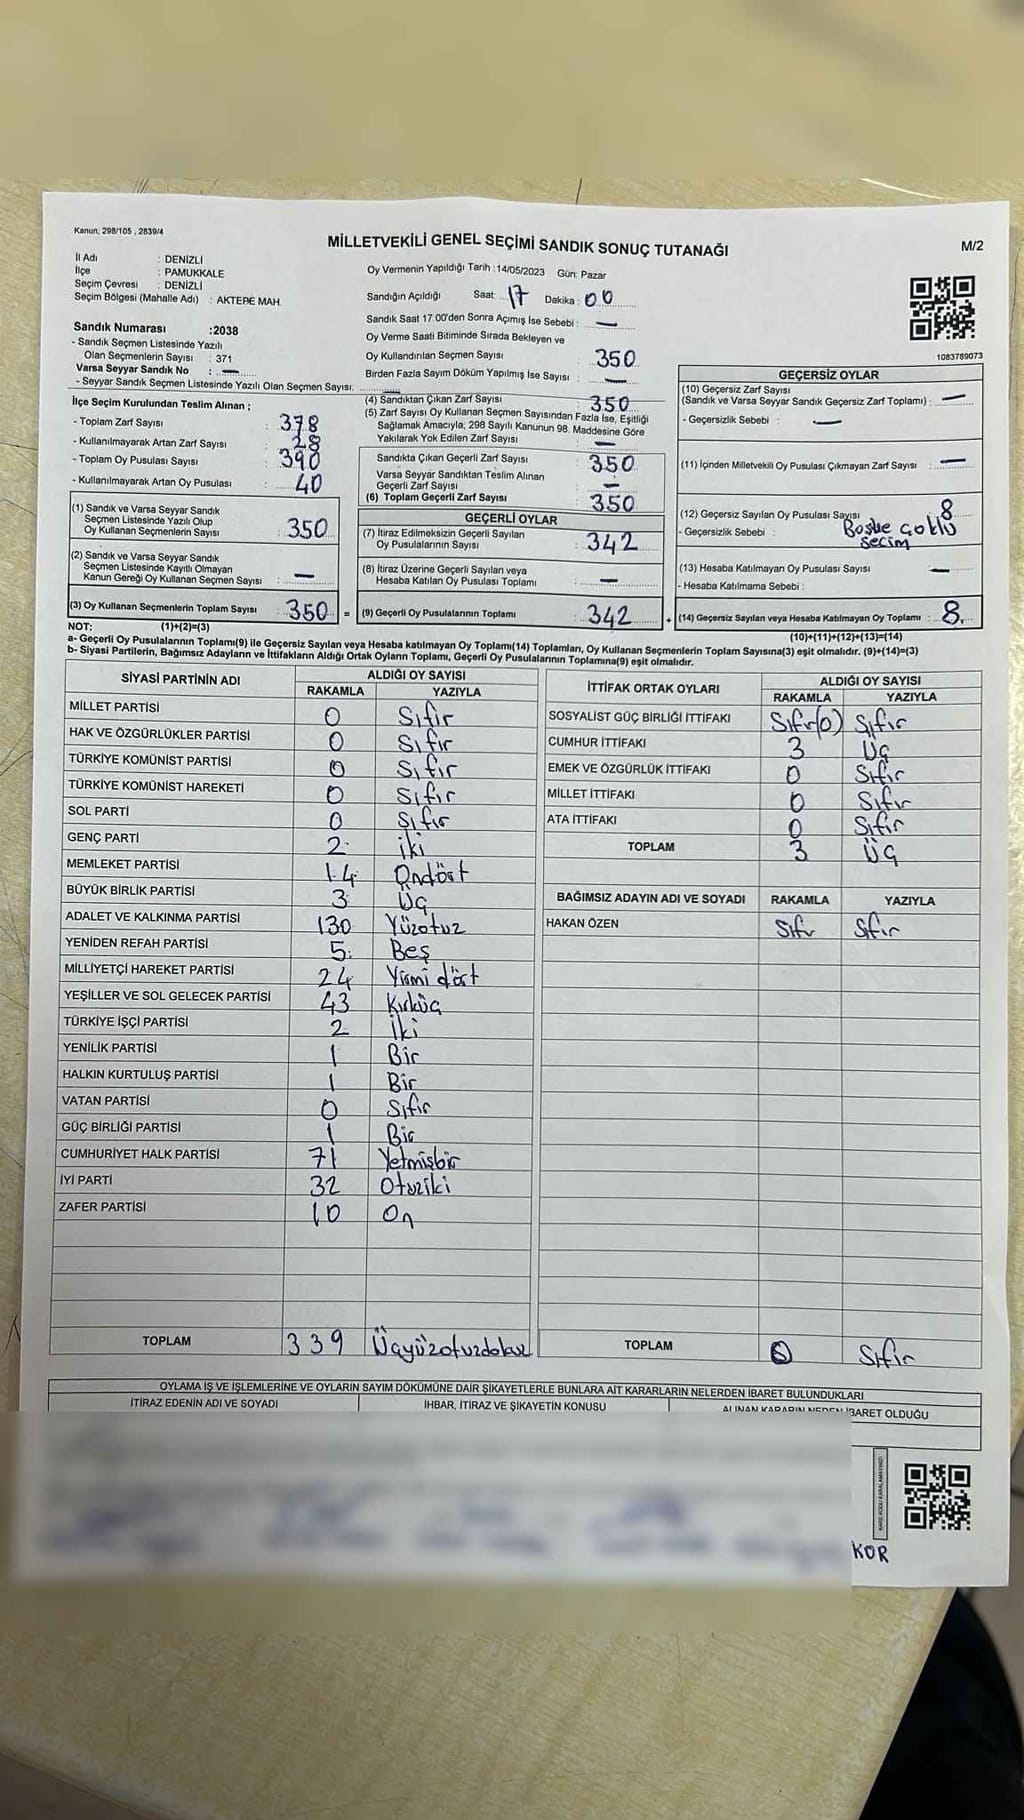 Kanun; 298/105 , 2839/4
MİLLETVEKİLİ GENEL SEÇİMİ SANDIK SONUÇ TUTANAĞI
M/2
İl Adı : DENİZLİ
İlçe : PAMUKKALE
Seçim Çevresi : DENİZLİ
Seçim Bölgesi (Mahalle Adı) : AKTEPE MAH.
Oy Vermenin Yapıldığı Tarih :14/05/2023 Gün: Pazar
Sandığın Açıldığı Saat: 17 Dakika : 00
Sandık Saat 17:00'den Sonra Açımış İse Sebebi : —
Oy Verme Saati Bitiminde Sırada Bekleyen ve
Oy Kullandırılan Seçmen Sayısı : 350
Birden Fazla Sayım Döküm Yapılmış İse Sayısı : —
1083789073
Sandık Numarası :2038
- Sandık Seçmen Listesinde Yazılı
Olan Seçmenlerin Sayısı : 371
Varsa Seyyar Sandık No : —
- Seyyar Sandık Seçmen Listesinde Yazılı Olan Seçmen Sayısı: —
İlçe Seçim Kurulundan Teslim Alınan ;
- Toplam Zarf Sayısı : 378
- Kullanılmayarak Artan Zarf Sayısı : 28
- Toplam Oy Pusulası Sayısı : 390
- Kullanılmayarak Artan Oy Pusulası : 40
(1) Sandık ve Varsa Seyyar Sandık
Seçmen Listesinde Yazılı Olup
Oy Kullanan Seçmenlerin Sayısı : 350
(2) Sandık ve Varsa Seyyar Sandık
Seçmen Listesinde Kayıtlı Olmayan
Kanun Gereği Oy Kullanan Seçmen Sayısı : —
(3) Oy Kullanan Seçmenlerin Toplam Sayısı : 350 =
(4) Sandıktan Çıkan Zarf Sayısı : 350
(5) Zarf Sayısı Oy Kullanan Seçmen Sayısından Fazla İse, Eşitliği
Sağlamak Amacıyla, 298 Sayılı Kanunun 98. Maddesine Göre
Yakılarak Yok Edilen Zarf Sayısı : —
Sandıkta Çıkan Geçerli Zarf Sayısı : 350
Varsa Seyyar Sandıktan Teslim Alınan
Geçerli Zarf Sayısı : —
(6) Toplam Geçerli Zarf Sayısı : 350
GEÇERLİ OYLAR
(7) İtiraz Edilmeksizin Geçerli Sayılan
Oy Pusulalarının Sayısı : 342
(8) İtiraz Üzerine Geçerli Sayılan veya
Hesaba Katılan Oy Pusulası Toplamı : —
(9) Geçerli Oy Pusulalarının Toplamı : 342 +
GEÇERSİZ OYLAR
(10) Geçersiz Zarf Sayısı
(Sandık ve Varsa Seyyar Sandık Geçersiz Zarf Toplamı) : —
- Geçersizlik Sebebi : —
(11) İçinden Milletvekili Oy Pusulası Çıkmayan Zarf Sayısı : —
(12) Geçersiz Sayılan Oy Pusulası Sayısı : 8
- Geçersizlik Sebebi : Boşve çoklu
seçim
(13) Hesaba Katılmayan Oy Pusulası Sayısı : —
- Hesaba Katılmama Sebebi :
(14) Geçersiz Sayılan veya Hesaba Katılmayan Oy Toplamı : 8
NOT: (1)+(2)=(3) (10)+(11)+(12)+(13)=(14)
a- Geçerli Oy Pusulalarının Toplamı(9) ile Geçersiz Sayılan veya Hesaba katılmayan Oy Toplamı(14) Toplamları, Oy Kullanan Seçmenlerin Toplam Sayısına(3) eşit olmalıdır. (9)+(14)=(3)
b- Siyasi Partilerin, Bağımsız Adayların ve İttifakların Aldığı Ortak Oyların Toplamı, Geçerli Oy Pusulalarının Toplamına(9) eşit olmalıdır.
SİYASİ PARTİNİN ADI ALDIĞI OY SAYISI
RAKAMLA YAZIYLA
MİLLET PARTİSİ 0 Sıfır
HAK VE ÖZGÜRLÜKLER PARTİSİ 0 Sıfır
TÜRKİYE KOMÜNİST PARTİSİ 0 Sıfır
TÜRKİYE KOMÜNİST HAREKETİ 0 Sıfır
SOL PARTİ 0 Sıfır
GENÇ PARTİ 2 İki
MEMLEKET PARTİSİ 14 Ondört
BÜYÜK BİRLİK PARTİSİ 3 Üç
ADALET VE KALKINMA PARTİSİ 130 Yüzotuz
YENİDEN REFAH PARTİSİ 5 Beş
MİLLİYETÇİ HAREKET PARTİSİ 24 Yirmi dört
YEŞİLLER VE SOL GELECEK PARTİSİ 43 Kırküç
TÜRKİYE İŞÇİ PARTİSİ 2 İki
YENİLİK PARTİSİ 1 Bir
HALKIN KURTULUŞ PARTİSİ 1 Bir
VATAN PARTİSİ 0 Sıfır
GÜÇ BİRLİĞİ PARTİSİ 1 Bir
CUMHURİYET HALK PARTİSİ 71 Yetmişbir
İYİ PARTİ 32 Otuziki
ZAFER PARTİSİ 10 On
TOPLAM 339 Üçyüzotuzdokuz
İTTİFAK ORTAK OYLARI ALDIĞI OY SAYISI
RAKAMLA YAZIYLA
SOSYALİST GÜÇ BİRLİĞİ İTTİFAKI Sıfır(0) Sıfır
CUMHUR İTTİFAKI 3 Üç
EMEK VE ÖZGÜRLÜK İTTİFAKI 0 Sıfır
MİLLET İTTİFAKI 0 Sıfır
ATA İTTİFAKI 0 Sıfır
TOPLAM 3 Üç
BAĞIMSIZ ADAYIN ADI VE SOYADI RAKAMLA YAZIYLA
HAKAN ÖZEN Sıfır Sıfır
TOPLAM 0 Sıfır
OYLAMA İŞ VE İŞLEMLERİNE VE OYLARIN SAYIM DÖKÜMÜNE DAİR ŞİKAYETLERLE BUNLARA AİT KARARLARIN NELERDEN İBARET BULUNDUKLARI
İTİRAZ EDENİN ADI VE SOYADI İHBAR, İTİRAZ VE ŞİKAYETİN KONUSU ALINAN KARARIN NEDEN İBARET OLDUĞU
KOR